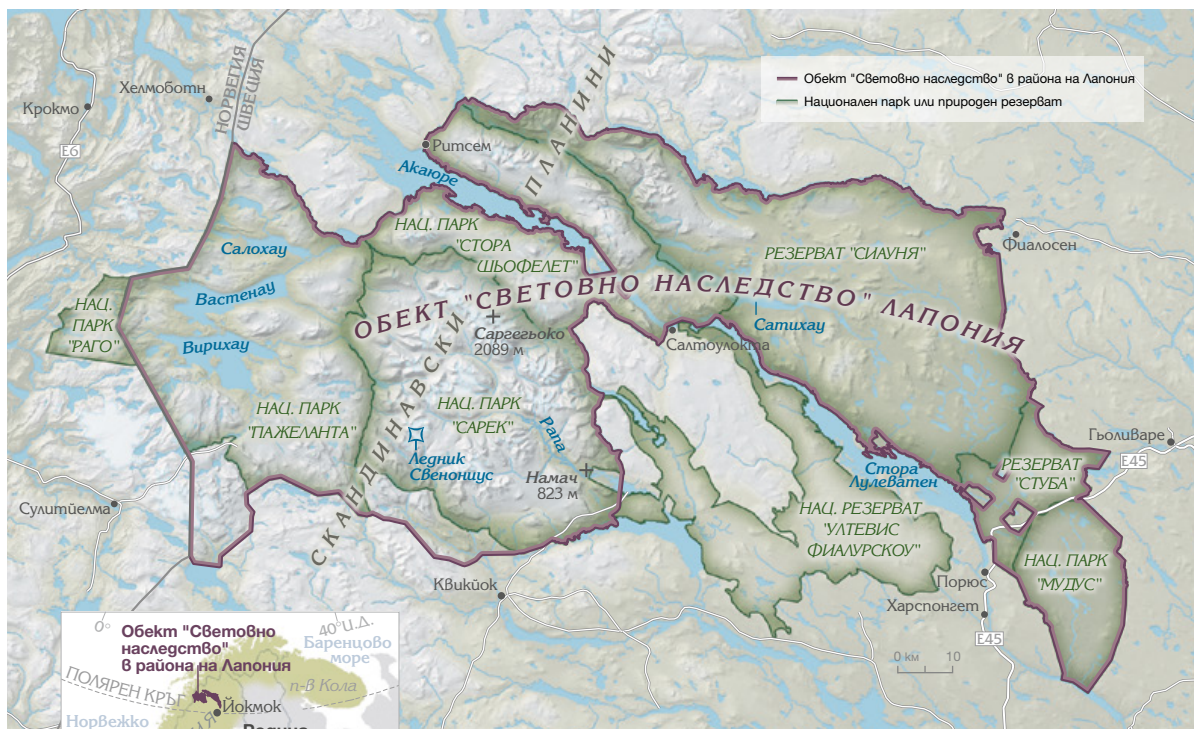 Обект "Световно наследство" в района на Лапония
Национален парк или природен резерват
Хелмоботн
Крокмо
НОРВЕГИЯ
ШВЕЦИЯ
E6
Ритсем
Акаюре
СКАНДИНАВСКИ ПЛАНИНИ
НАЦ. ПАРК
"СТОРА
ШЬОФЕЛЕТ"
Салохау
РЕЗЕРВАТ "СИАУНЯ"
Фиалосен
ОБЕКТ "СВЕТОВНО НАСЛЕДСТВО" ЛАПОНИЯ
Вастенау
НАЦ.
ПАРК
"РАГО"
Вирихау
Саргегьоко
2089 м
Сатихау
Салтоулокта
НАЦ. ПАРК
"ПАЖЕЛАНТА"
НАЦ. ПАРК
"САРЕК"
Рапа
Ледник
Свенониус
Намач
823 м
Стора
Лулеватен
Гьоливаре
E45
РЕЗЕРВАТ
"СТУБА"
Сулитйелма
НАЦ. РЕЗЕРВАТ
"УЛТЕВИС
ФИАЛУРСКОУ"
НАЦ. ПАРК
"МУДУС"
Квикйок
Порюс
Харспонгет
E45
0 км 10
0°
40°И.Д.
Обект "Световно
наследство"
в района на Лапония
Баренцово
море
ПОЛЯРЕН КРЪГ
п-в Кола
Йокмок
Норвежко